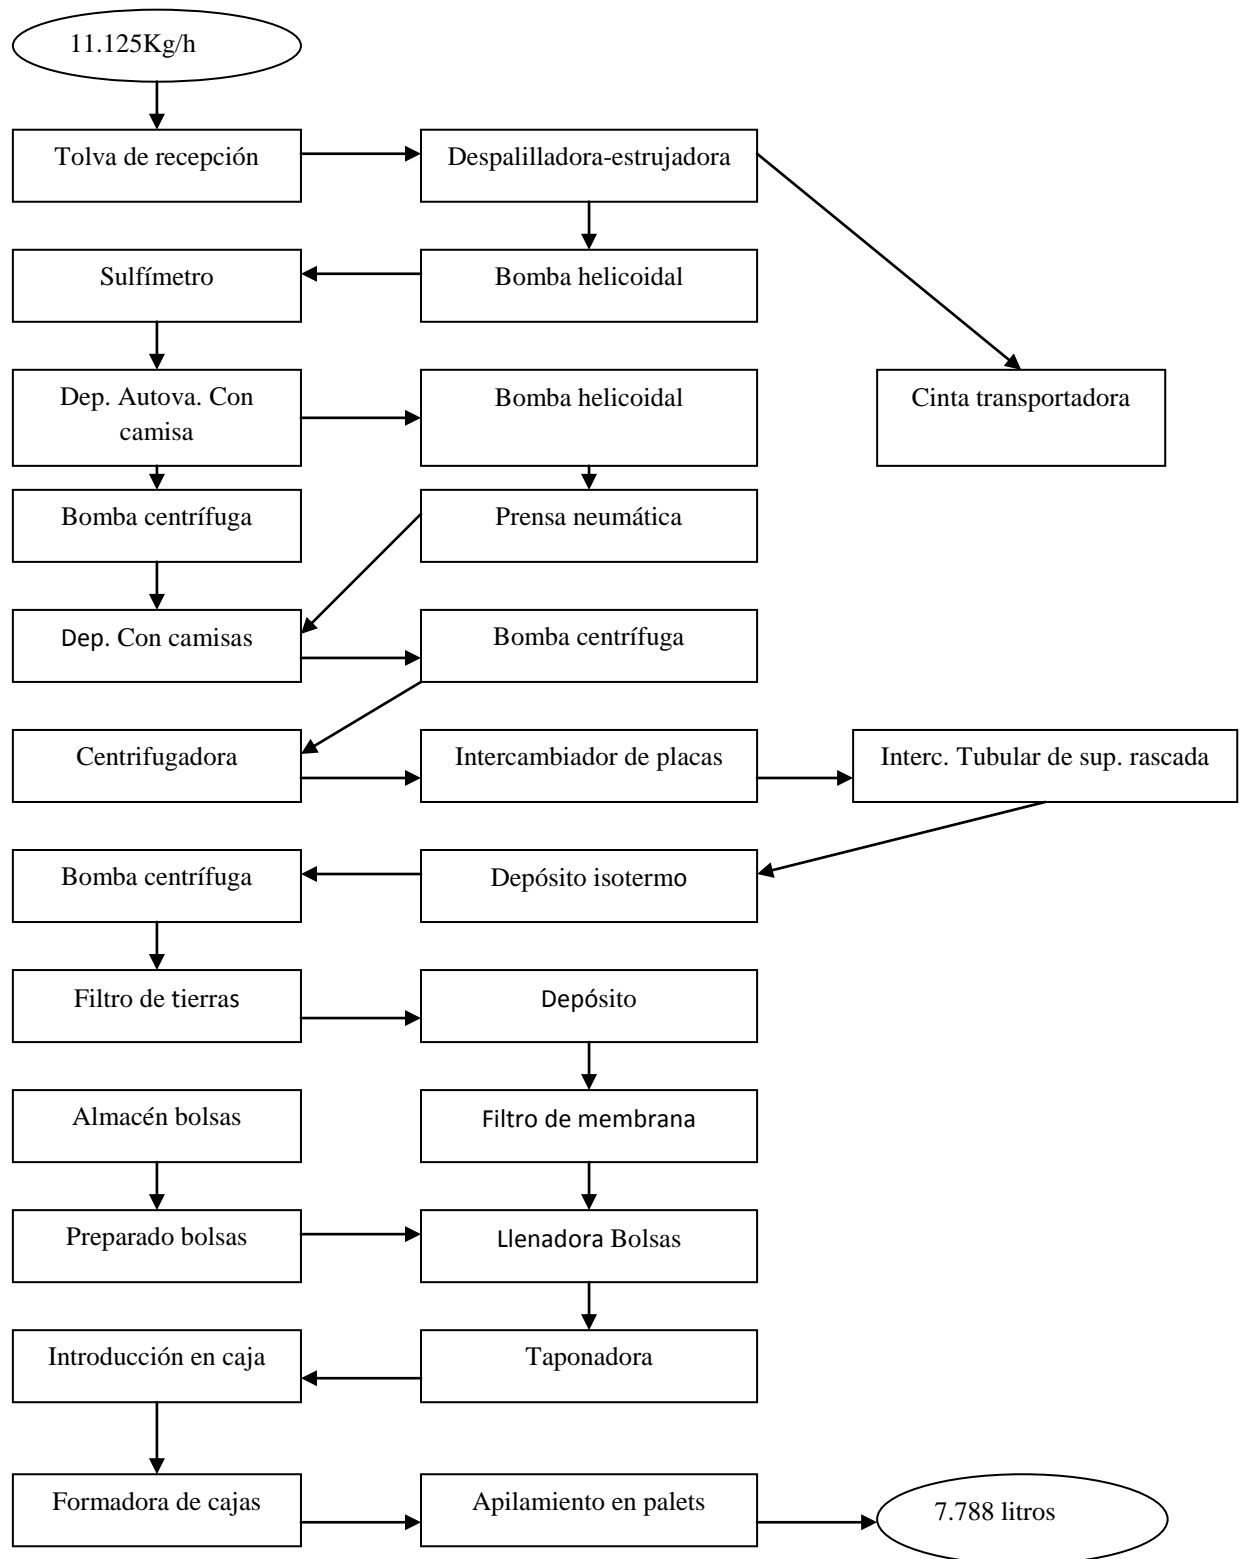 11.125Kg/h
Tolva de recepción
Despalilladora-estrujadora
Sulfímetro
Bomba helicoidal
Dep. Autova. Con
camisa
Bomba helicoidal
Cinta transportadora
Bomba centrífuga
Prensa neumática
Dep. Con camisas
Bomba centrífuga
Centrifugadora
Intercambiador de placas
Interc. Tubular de sup. rascada
Bomba centrífuga
Depósito isotermo
Filtro de tierras
Depósito
Almacén bolsas
Filtro de membrana
Preparado bolsas
Llenadora Bolsas
Introducción en caja
Taponadora
Formadora de cajas
Apilamiento en palets
7.788 litros